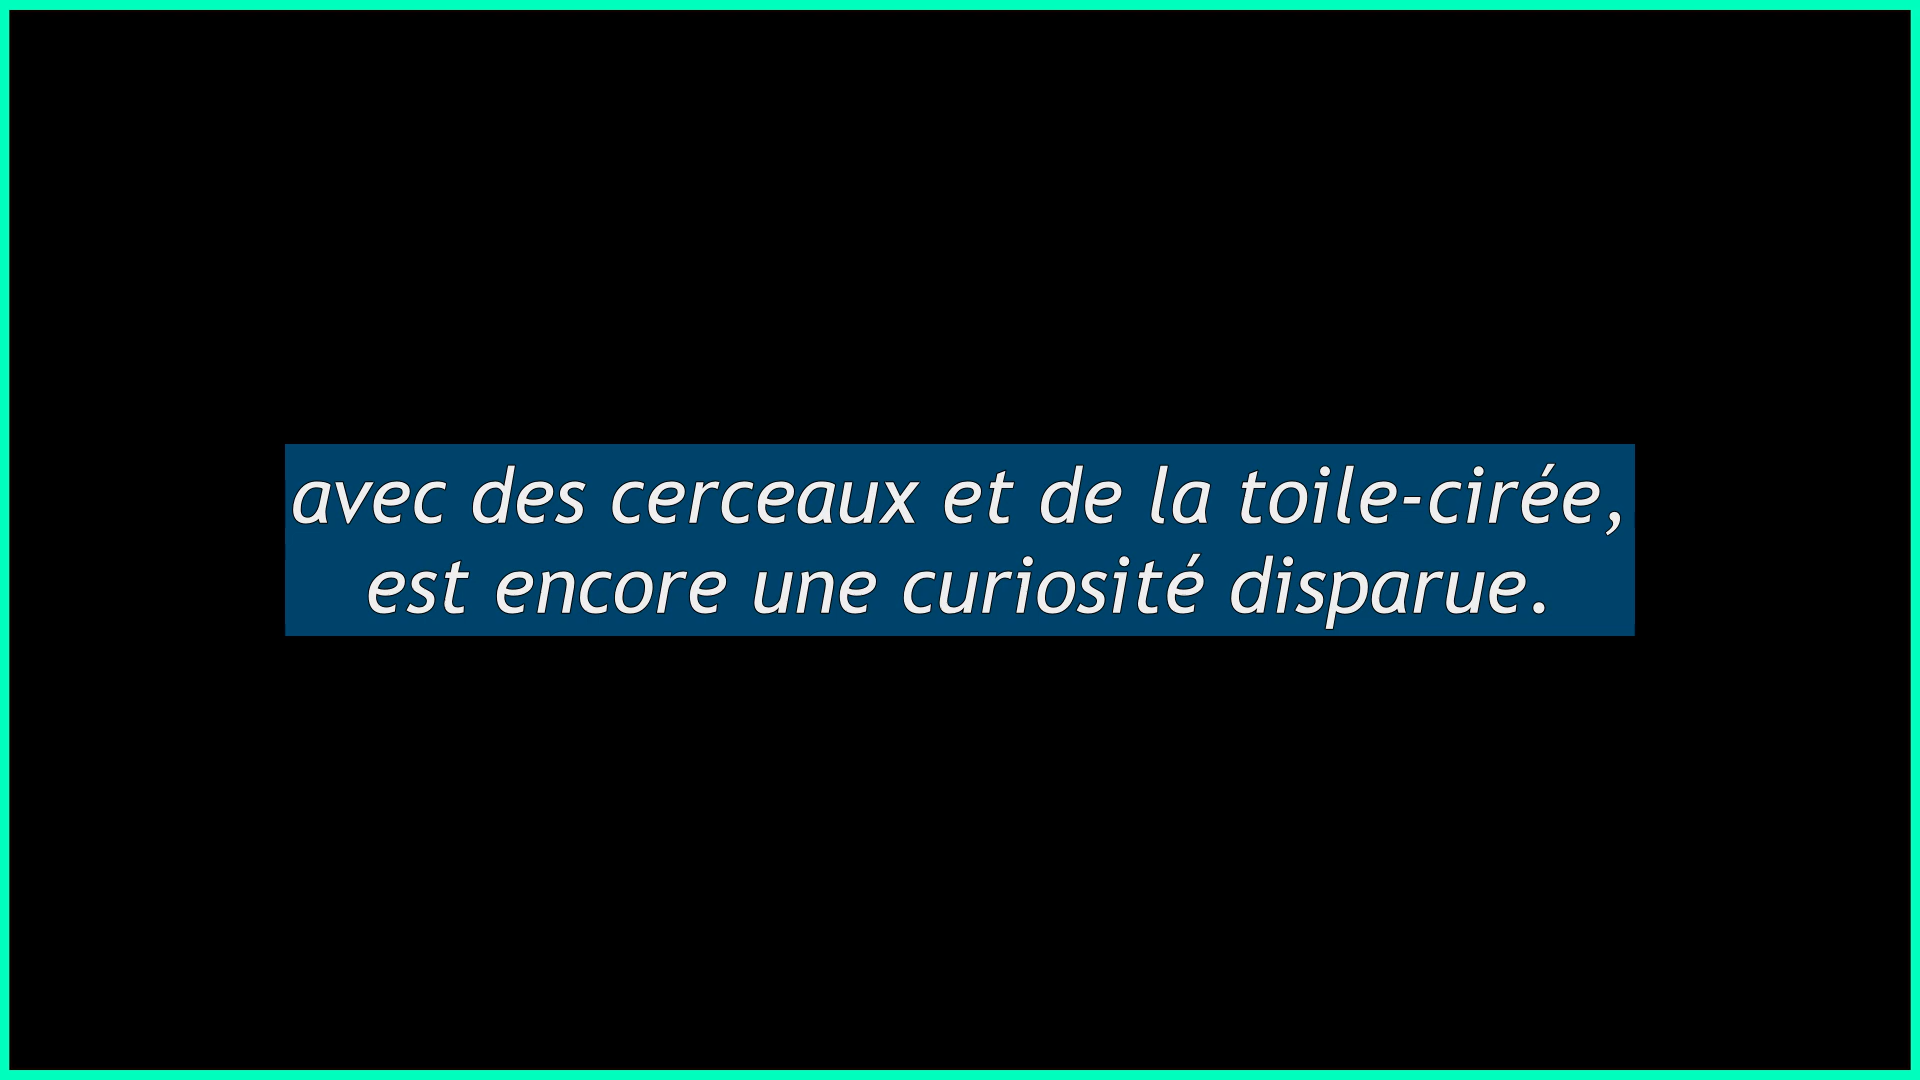 avec des cerceaux et de la toile-cirée,
est encore une curiosité disparue.